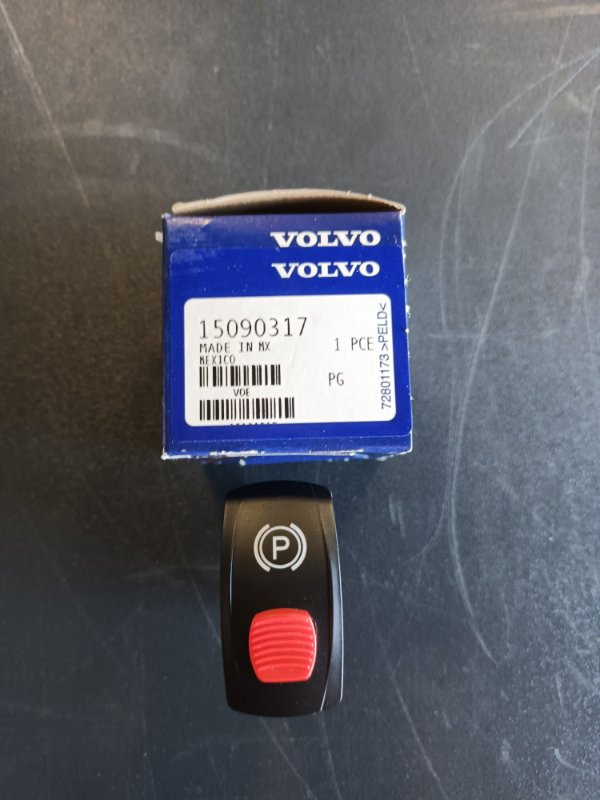 VOLVO
VOLVO
15090317
MADE IN MX
MEXICO
1 PCE
PG
VOE
72801173 >PELD<
P